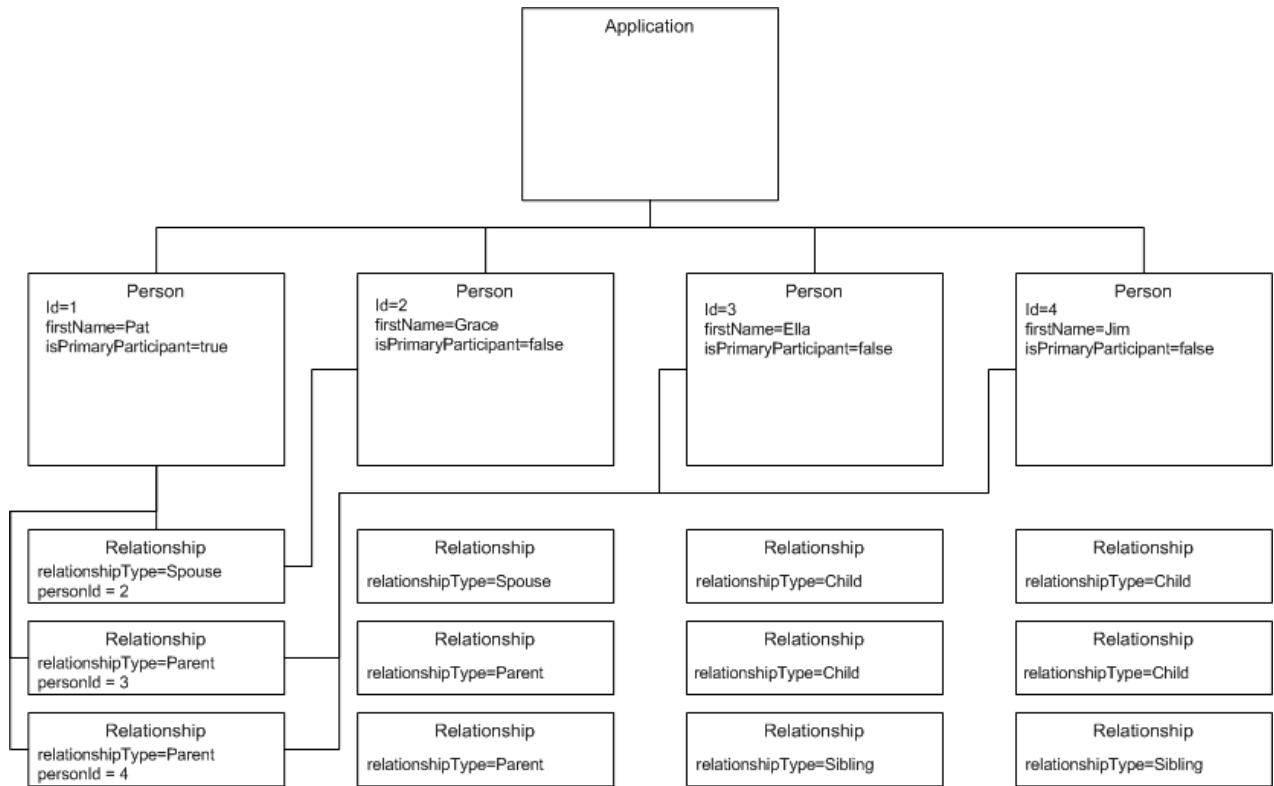 Application
Person
Id=1
firstName=Pat
isPrimaryParticipant=true
Person
Id=2
firstName=Grace
isPrimaryParticipant=false
Person
Id=3
firstName=Ella
isPrimaryParticipant=false
Person
Id=4
firstName=Jim
isPrimaryParticipant=false
Relationship
relationshipType=Spouse
personId = 2
Relationship
relationshipType=Spouse
Relationship
relationshipType=Child
Relationship
relationshipType=Child
Relationship
relationshipType=Parent
personId = 3
Relationship
relationshipType=Parent
Relationship
relationshipType=Child
Relationship
relationshipType=Child
Relationship
relationshipType=Parent
personId = 4
Relationship
relationshipType=Parent
Relationship
relationshipType=Sibling
Relationship
relationshipType=Sibling